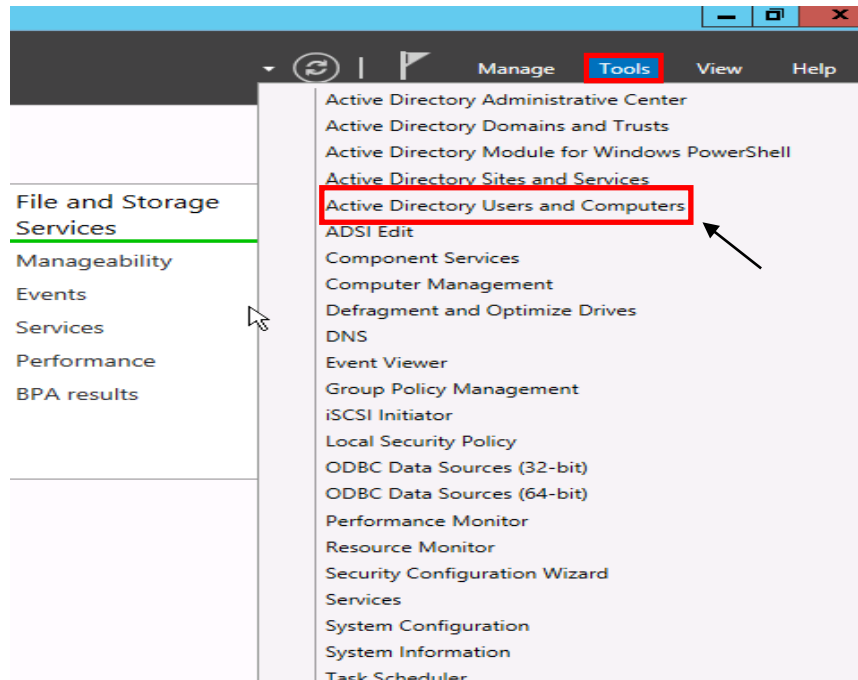 Manage Tools View Help
Active Directory Administrative Center
Active Directory Domains and Trusts
Active Directory Module for Windows PowerShell
Active Directory Sites and Services
Active Directory Users and Computers
ADSI Edit
Component Services
Computer Management
Defragment and Optimize Drives
DNS
Event Viewer
Group Policy Management
iSCSI Initiator
Local Security Policy
ODBC Data Sources (32-bit)
ODBC Data Sources (64-bit)
Performance Monitor
Resource Monitor
Security Configuration Wizard
Services
System Configuration
System Information
Task Scheduler
File and Storage
Services
Manageability
Events
Services
Performance
BPA results